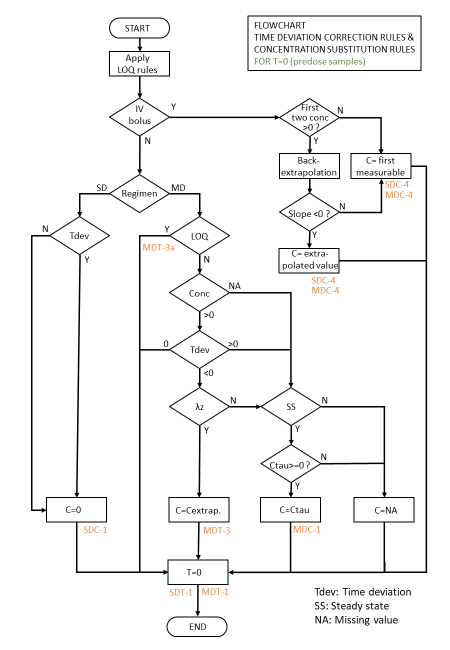 START
FLOWCHART
TIME DEVIATION CORRECTION RULES &
CONCENTRATION SUBSTITUTION RULES
FOR T=0 (predose samples)
Apply
LOQ rules
IV
bolus
Y
N
First
two conc
>0 ?
N
Y
Back-
extrapolation
C= first
measurable
SDC-4
MDC-4
Regimen
SD
MD
Slope <0 ?
N
Y
Tdev
N
Y
LOQ
Y
MDT-3a
N
C= extra-
polated value
SDC-4
MDC-4
Conc
NA
>0
Tdev
0
>0
<0
λz
N
Y
SS
N
Y
Ctau>=0 ?
N
Y
C=0
SDC-1
C=Cextrap.
MDT-3
C=Ctau
MDC-1
C=NA
T=0
SDT-1
MDT-1
END
Tdev: Time deviation
SS: Steady state
NA: Missing value